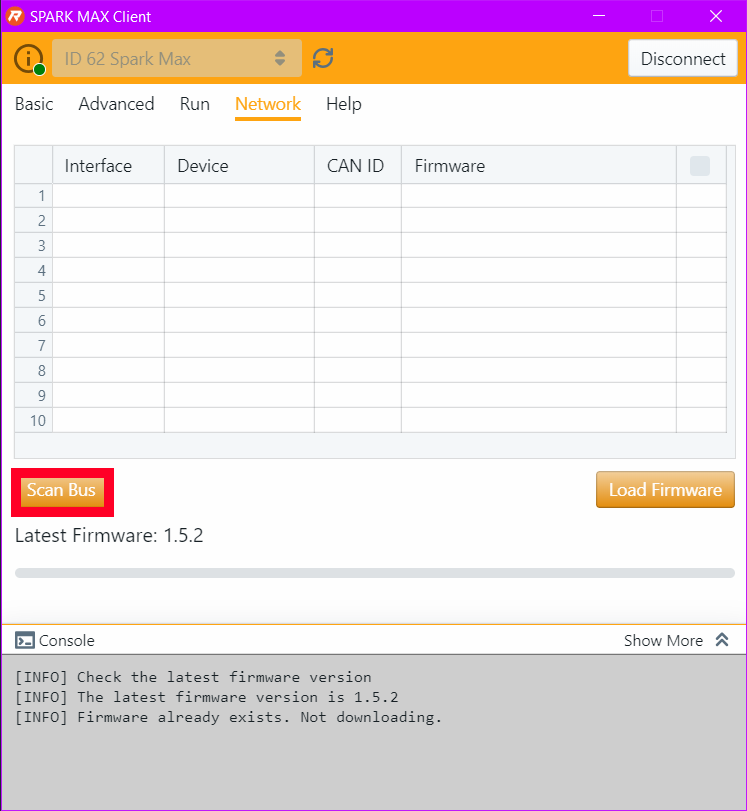 SPARK MAX Client
ID 62 Spark Max
Disconnect
Basic Advanced Run Network Help
Interface Device CAN ID Firmware
1
2
3
4
5
6
7
8
9
10
Scan Bus Load Firmware
Latest Firmware: 1.5.2
Console Show More
[INFO] Check the latest firmware version
[INFO] The latest firmware version is 1.5.2
[INFO] Firmware already exists. Not downloading.